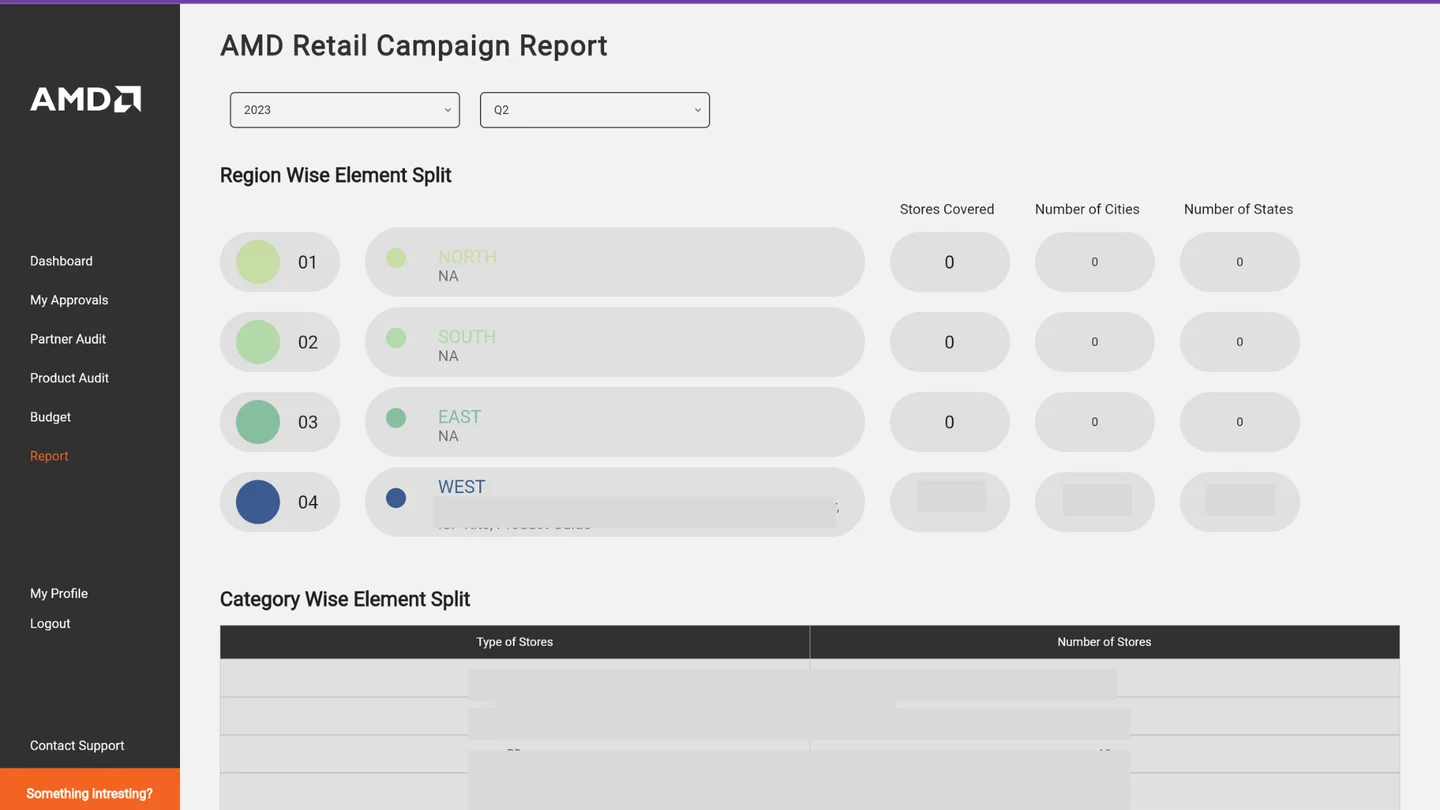 AMD Retail Campaign Report
AMD
2023
Q2
Region Wise Element Split
Stores Covered
Number of Cities
Number of States
01
NORTH
NA
0
0
0
02
SOUTH
NA
0
0
0
03
EAST
NA
0
0
0
04
WEST
Dashboard
My Approvals
Partner Audit
Product Audit
Budget
Report
My Profile
Logout
Contact Support
Something intresting?
Category Wise Element Split
Type of Stores
Number of Stores